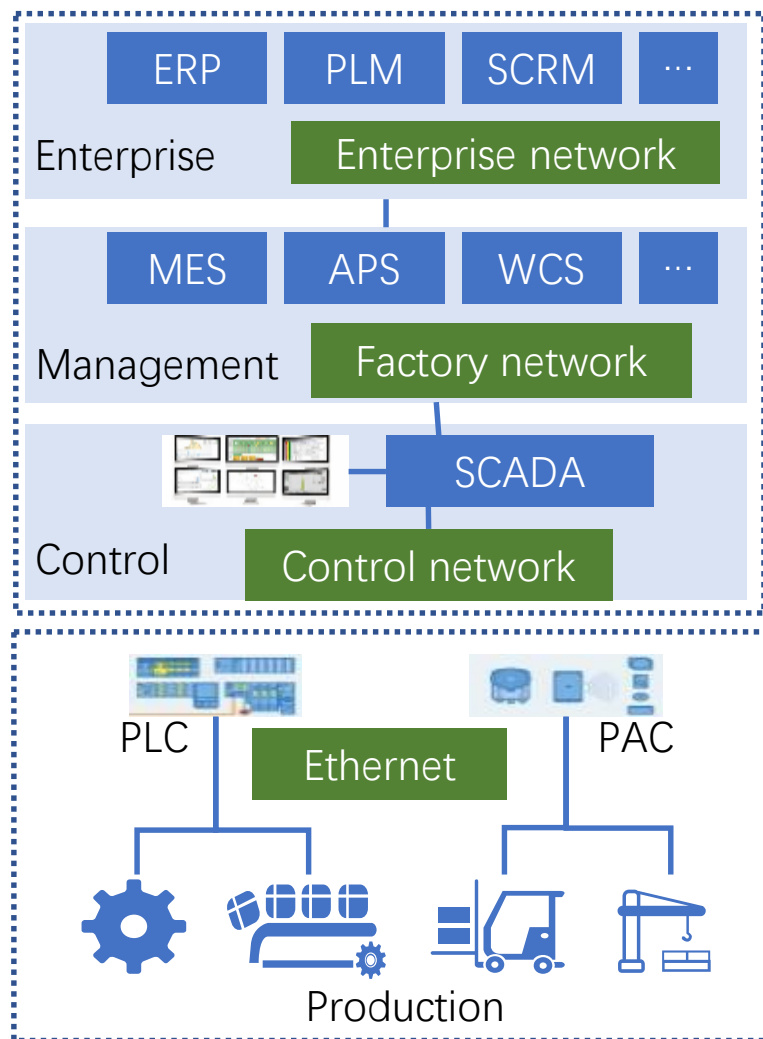 ERP PLM SCRM ...
Enterprise Enterprise network
MES APS WCS ...
Management Factory network
SCADA
Control Control network
PLC Ethernet PAC
Production